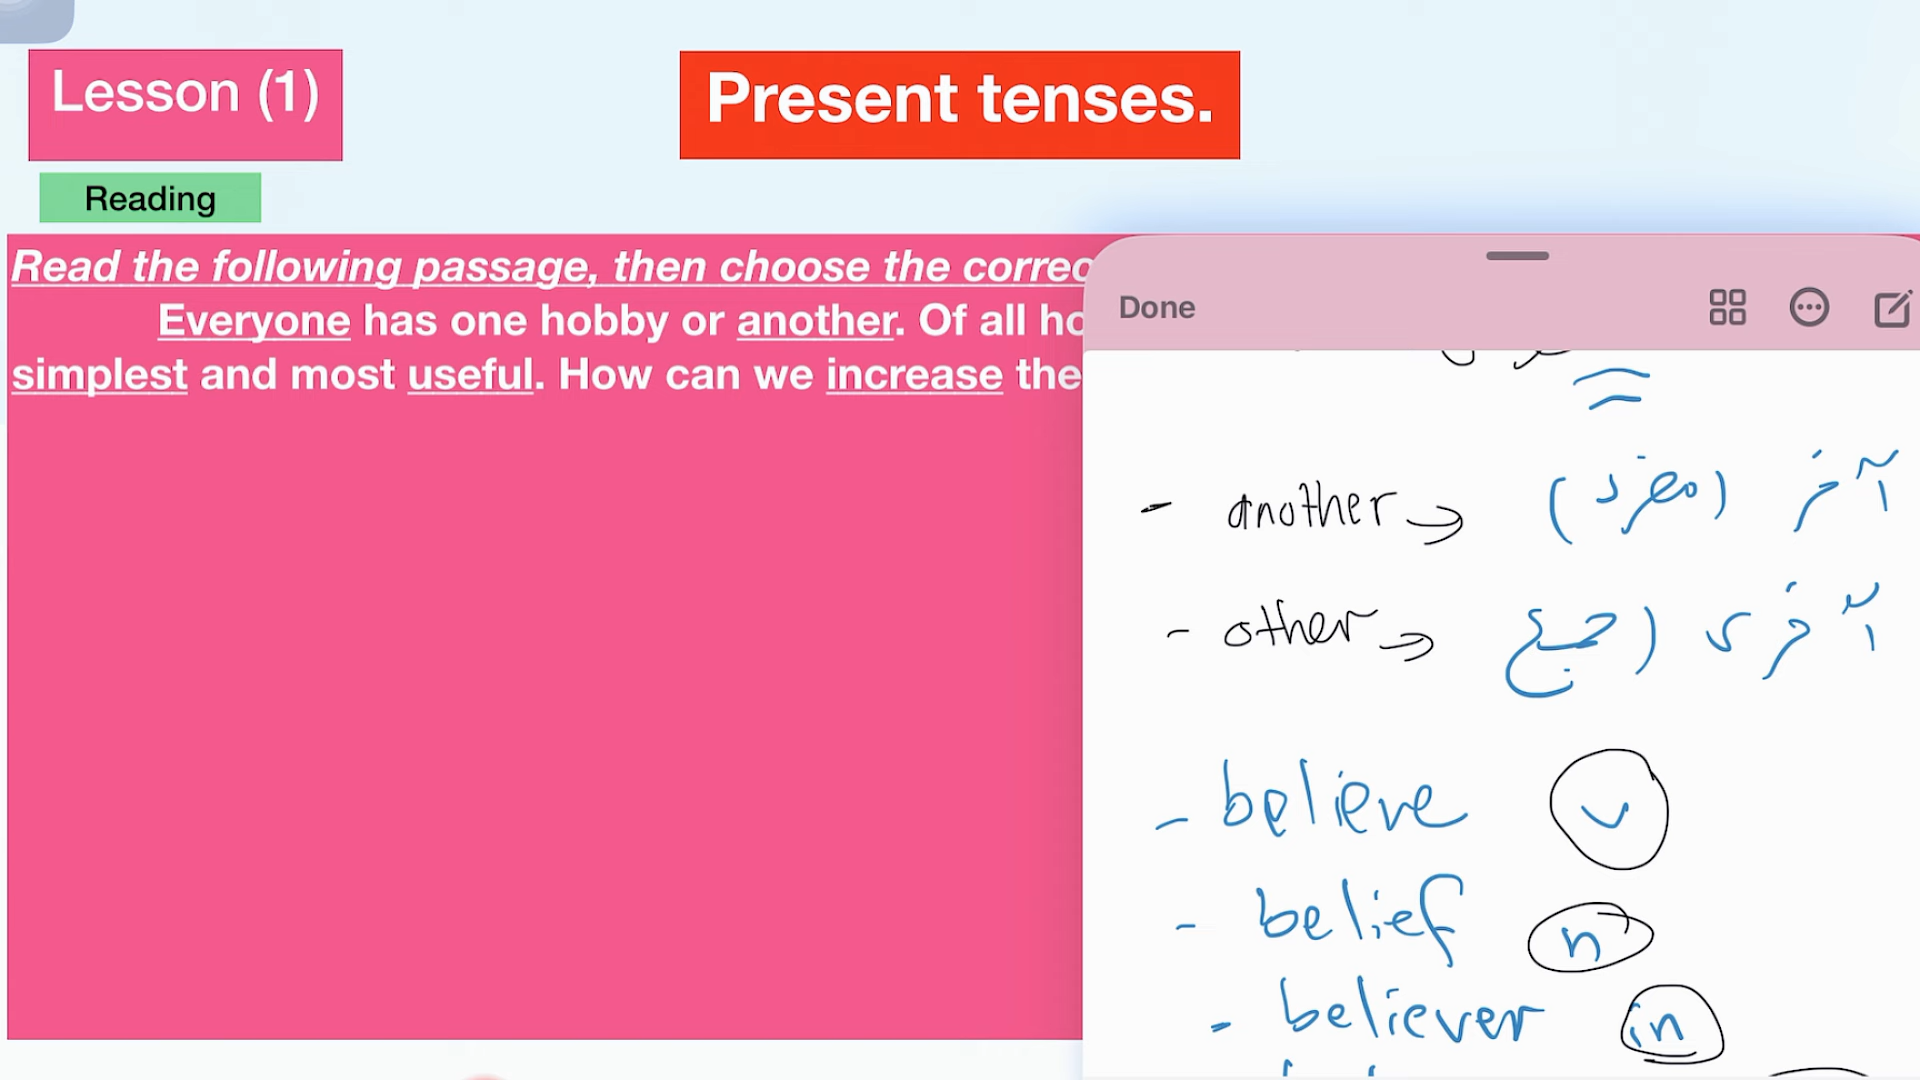 Lesson (1)
Present tenses.
Reading
Read the following passage, then choose the correc
Everyone has one hobby or another. Of all ho
simplest and most useful. How can we increase the
Done
- another → آخر (مفرد)
- other → آخرى (جمع
- believe v
- belief n
- believer in